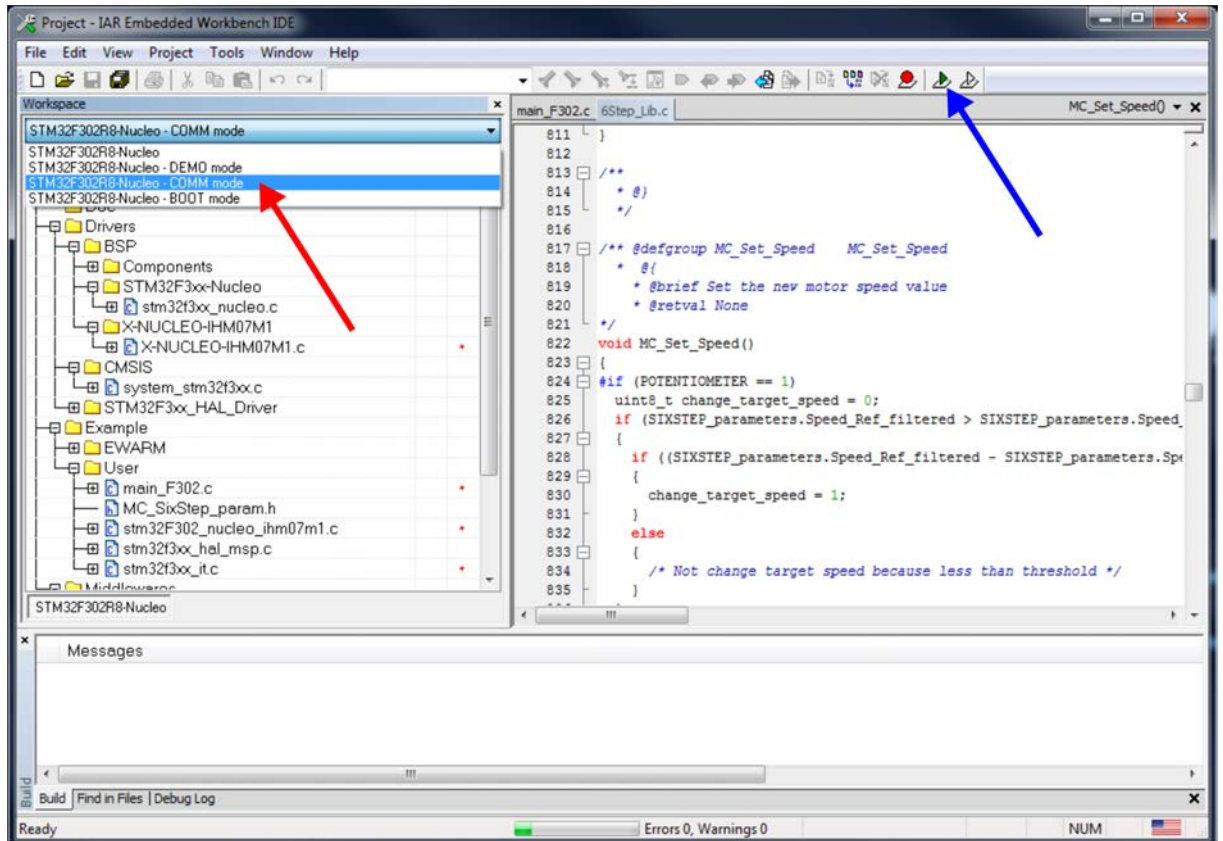 Project - IAR Embedded Workbench IDE
File Edit View Project Tools Window Help
Workspace
STM32F302R8-Nucleo - COMM mode
STM32F302R8-Nucleo
STM32F302R8-Nucleo - DEMO mode
STM32F302R8-Nucleo - COMM mode
STM32F302R8-Nucleo - BOOT mode
Drivers
BSP
Components
STM32F3xx-Nucleo
stm32f3xx_nucleo.c
X-NUCLEO-IHM07M1
X-NUCLEO-IHM07M1.c
CMSIS
system_stm32f3xx.c
STM32F3xx_HAL_Driver
Example
EWARM
User
main_F302.c
MC_SixStep_param.h
stm32F302_nucleo_ihm07m1.c
stm32f3xx_hal_msp.c
stm32f3xx_it.c
Middlewares
STM32F302R8-Nucleo
main_F302.c 6Step_Lib.c MC_Set_Speed()
811 }
812
813 /**
814 * @}
815 */
816
817 /** @defgroup MC_Set_Speed MC_Set_Speed
818 * @{
819 * @brief Set the new motor speed value
820 * @retval None
821 */
822 void MC_Set_Speed()
823 {
824 #if (POTENTIOMETER == 1)
825 uint8_t change_target_speed = 0;
826 if (SIXSTEP_parameters.Speed_Ref_filtered > SIXSTEP_parameters.Speed_
827 {
828 if ((SIXSTEP_parameters.Speed_Ref_filtered - SIXSTEP_parameters.Spe
829 {
830 change_target_speed = 1;
831 }
832 else
833 {
834 /* Not change target speed because less than threshold */
835 }
Messages
Build
Build Find in Files Debug Log
Ready Errors 0, Warnings 0 NUM